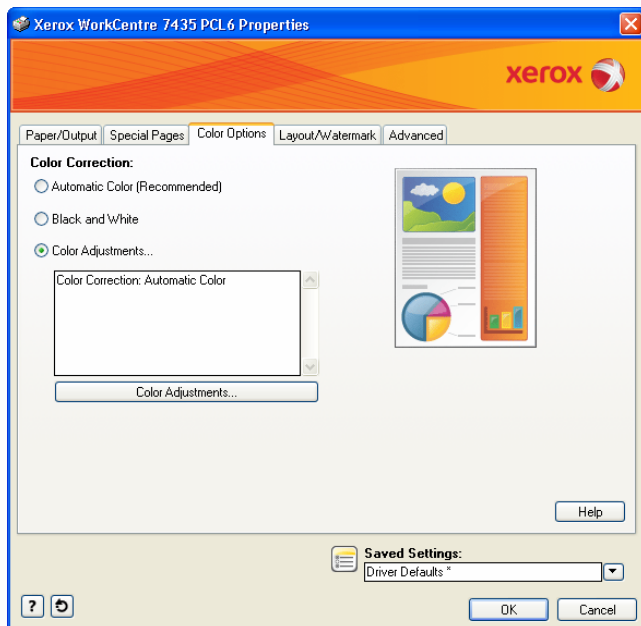 Xerox WorkCentre 7435 PCL6 Properties
xerox
Paper/Output Special Pages Color Options Layout/Watermark Advanced
Color Correction:
Automatic Color (Recommended)
Black and White
Color Adjustments...
Color Correction: Automatic Color
Color Adjustments...
Help
Saved Settings:
Driver Defaults *
?
OK Cancel